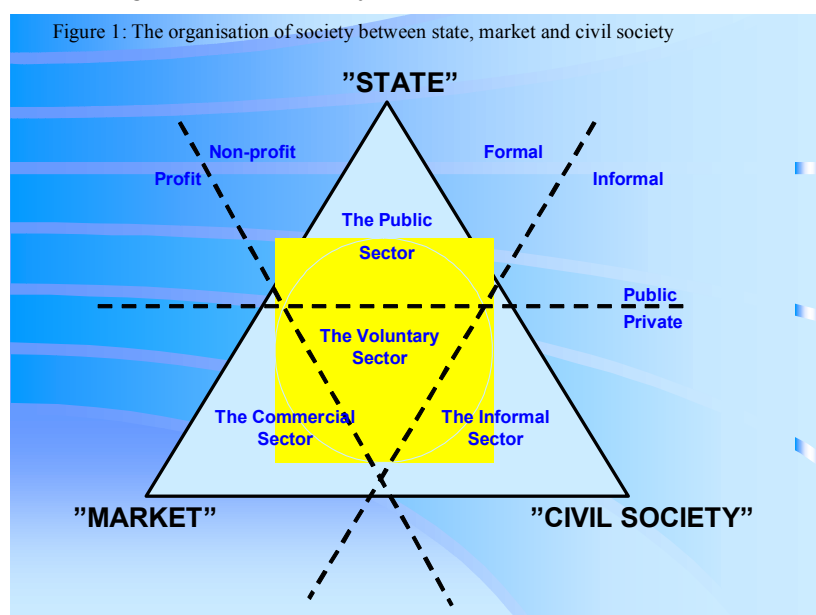 Figure 1: The organisation of society between state, market and civil society
”STATE”
Non-profit
Formal
Profit
Informal
The Public
Sector
Public
Private
The Voluntary
Sector
The Commercial
Sector
The Informal
Sector
”MARKET”
”CIVIL SOCIETY”